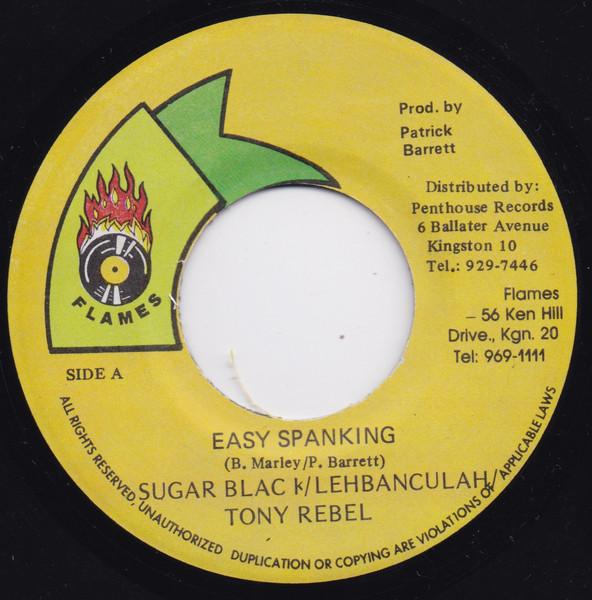 Prod. by
Patrick
Barrett
Distributed by:
Penthouse Records
6 Ballater Avenue
Kingston 10
Tel.: 929-7446
Flames
– 56 Ken Hill
Drive., Kgn. 20
Tel: 969-1111
FLAMES
SIDE A
EASY SPANKING
(B. Marley/P. Barrett)
SUGAR BLAC K/LEHBANCULAH/
TONY REBEL
ALL RIGHTS RESERVED, UNAUTHORIZED DUPLICATION OR COPYING ARE VIOLATIONS OF APPLICABLE LAWS